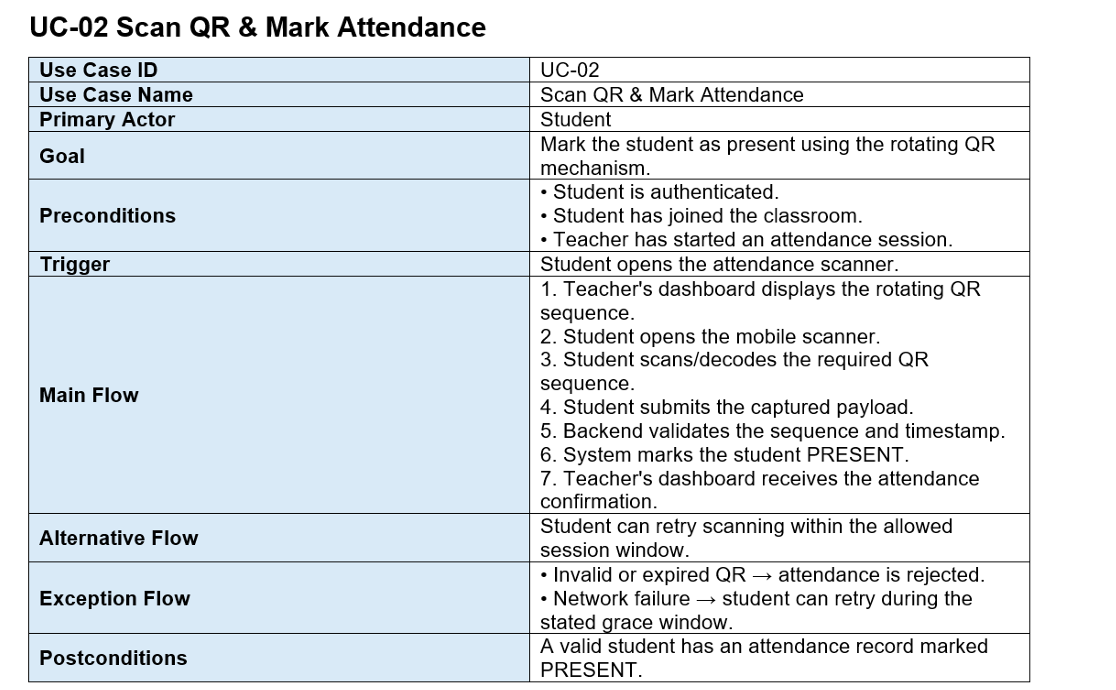 UC-02 Scan QR & Mark Attendance
Use Case ID
UC-02
Use Case Name
Scan QR & Mark Attendance
Primary Actor
Student
Goal
Mark the student as present using the rotating QR
mechanism.
Preconditions
• Student is authenticated.
• Student has joined the classroom.
• Teacher has started an attendance session.
Trigger
Student opens the attendance scanner.
Main Flow
1. Teacher's dashboard displays the rotating QR
sequence.
2. Student opens the mobile scanner.
3. Student scans/decodes the required QR
sequence.
4. Student submits the captured payload.
5. Backend validates the sequence and timestamp.
6. System marks the student PRESENT.
7. Teacher's dashboard receives the attendance
confirmation.
Alternative Flow
Student can retry scanning within the allowed
session window.
Exception Flow
• Invalid or expired QR → attendance is rejected.
• Network failure → student can retry during the
stated grace window.
Postconditions
A valid student has an attendance record marked
PRESENT.